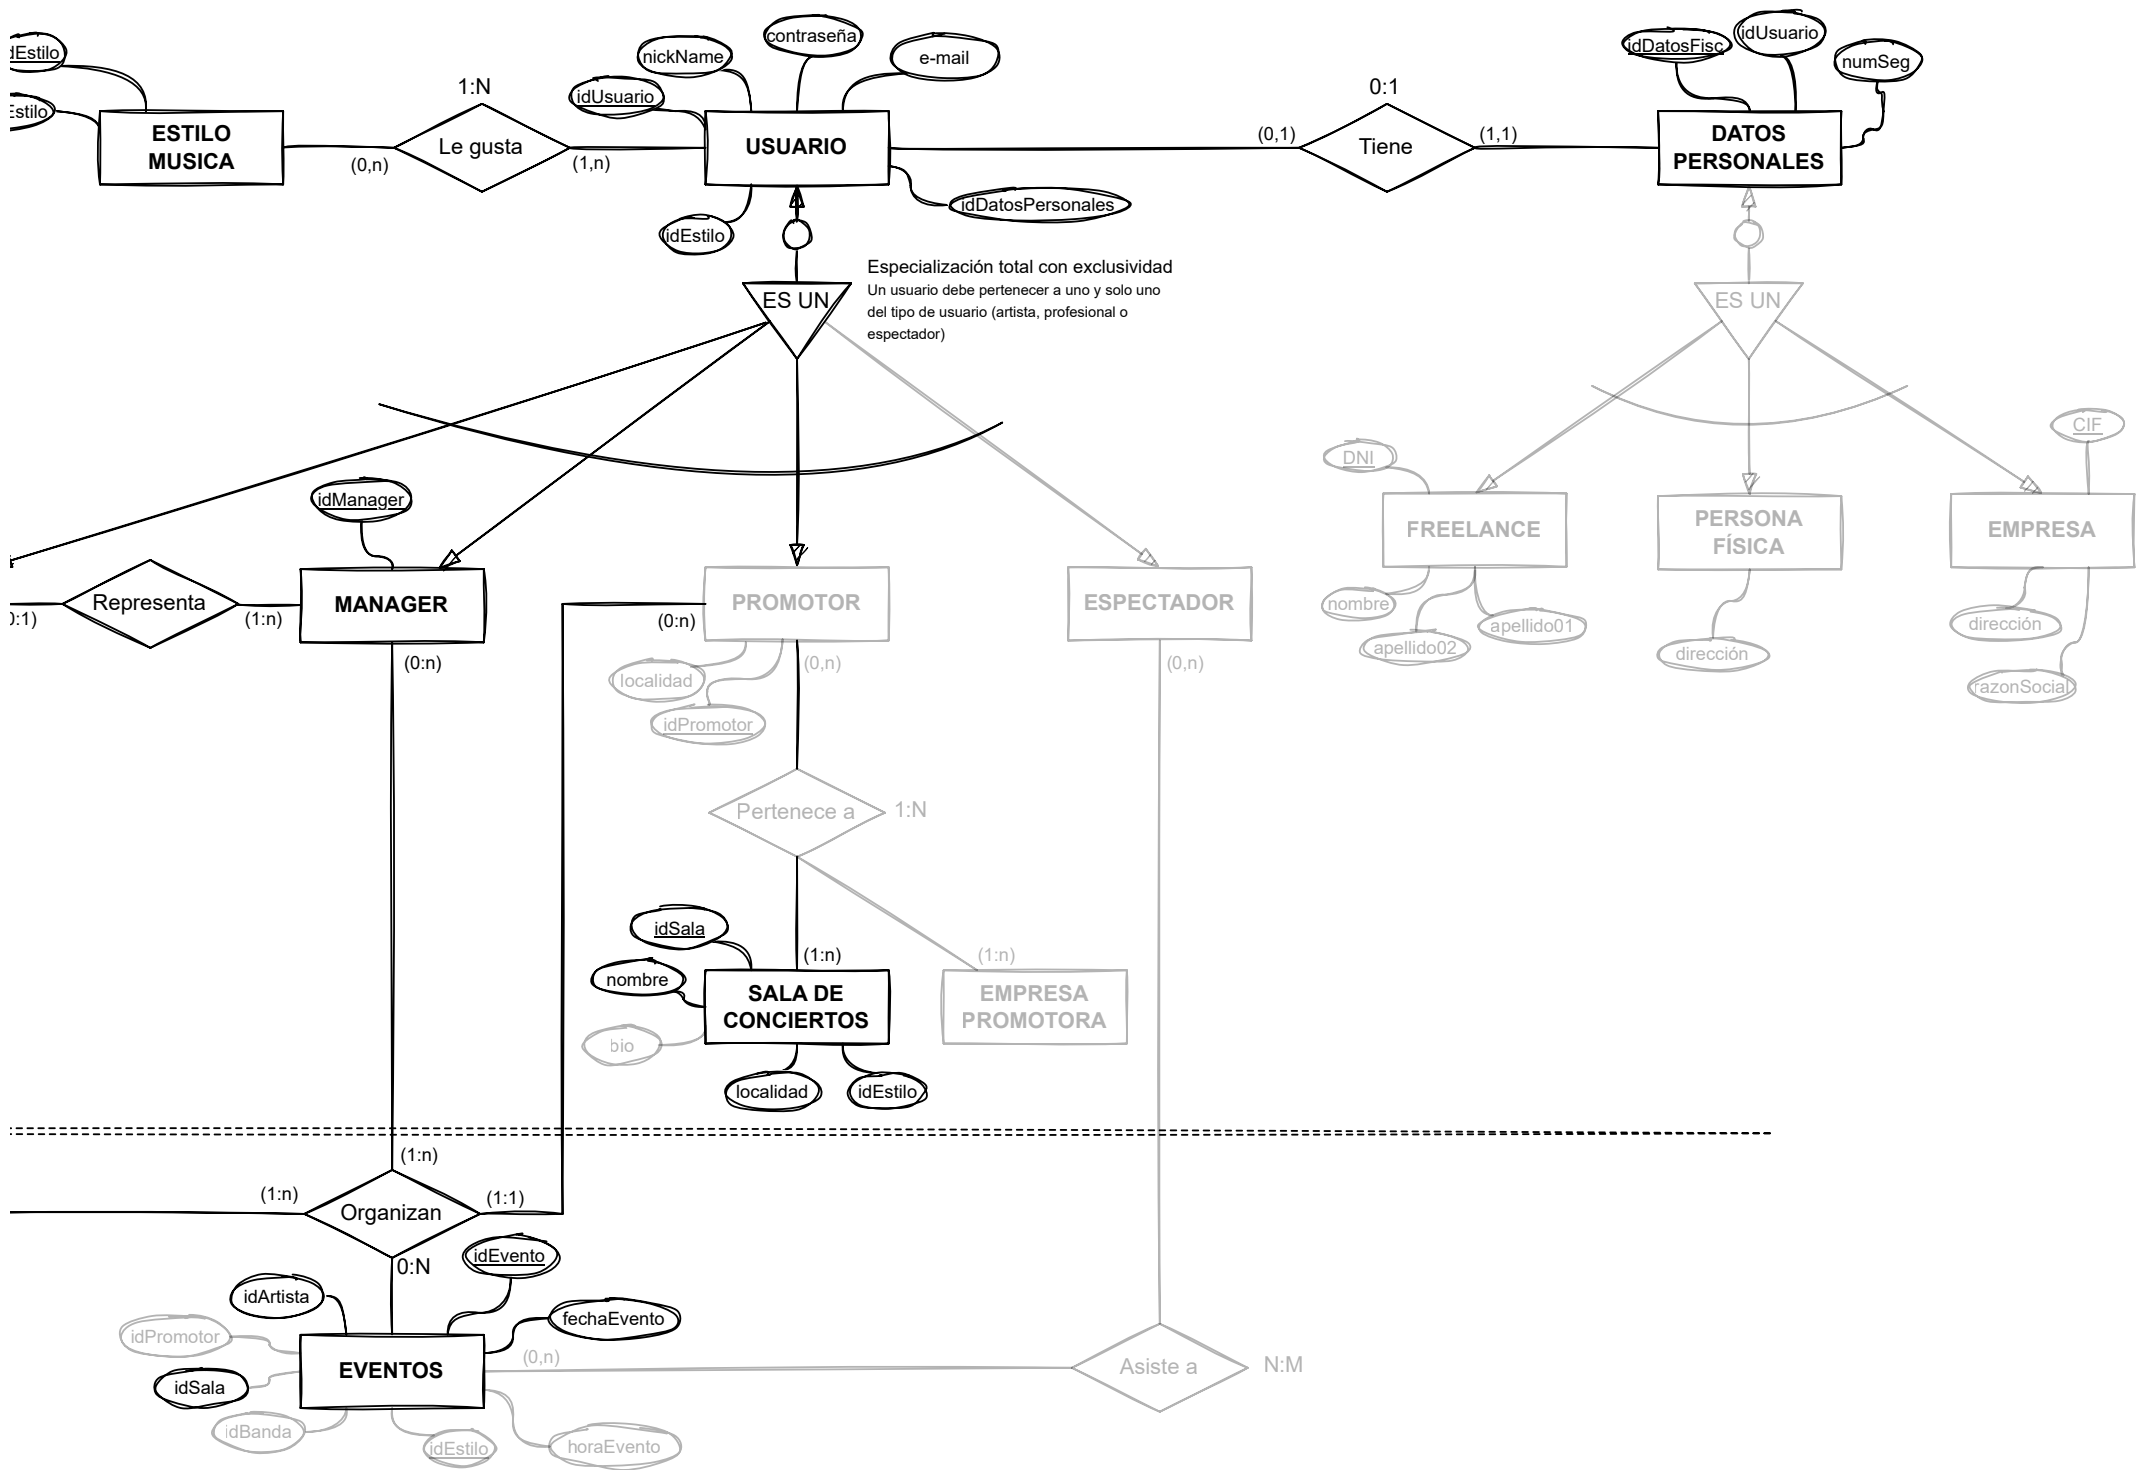 contraseña
idUsuario
nickName
e-mail
idDatosFisc
numSeg
1:N
0:1
idUsuario
ESTILO
MUSICA
Le gusta
USUARIO
Tiene
DATOS
PERSONALES
(0,n)
(1,n)
(0,1)
(1,1)
idDatosPersonales
idEstilo
Especialización total con exclusividad
Un usuario debe pertenecer a uno y solo uno
del tipo de usuario (artista, profesional o
espectador)
ES UN
ES UN
CIF
DNI
idManager
FREELANCE
PERSONA
FÍSICA
EMPRESA
Representa
MANAGER
PROMOTOR
ESPECTADOR
0:1)
(1:n)
(0:n)
nombre
apellido01
dirección
apellido02
dirección
(0:n)
(0,n)
(0,n)
localidad
razonSocial
idPromotor
Pertenece a
1:N
idSala
(1:n)
(1:n)
nombre
SALA DE
CONCIERTOS
EMPRESA
PROMOTORA
bio
localidad
idEstilo
(1:n)
(1:n)
(1:1)
Organizan
0:N
idEvento
idArtista
fechaEvento
idPromotor
(0,n)
EVENTOS
Asiste a
N:M
idSala
idBanda
idEstilo
horaEvento